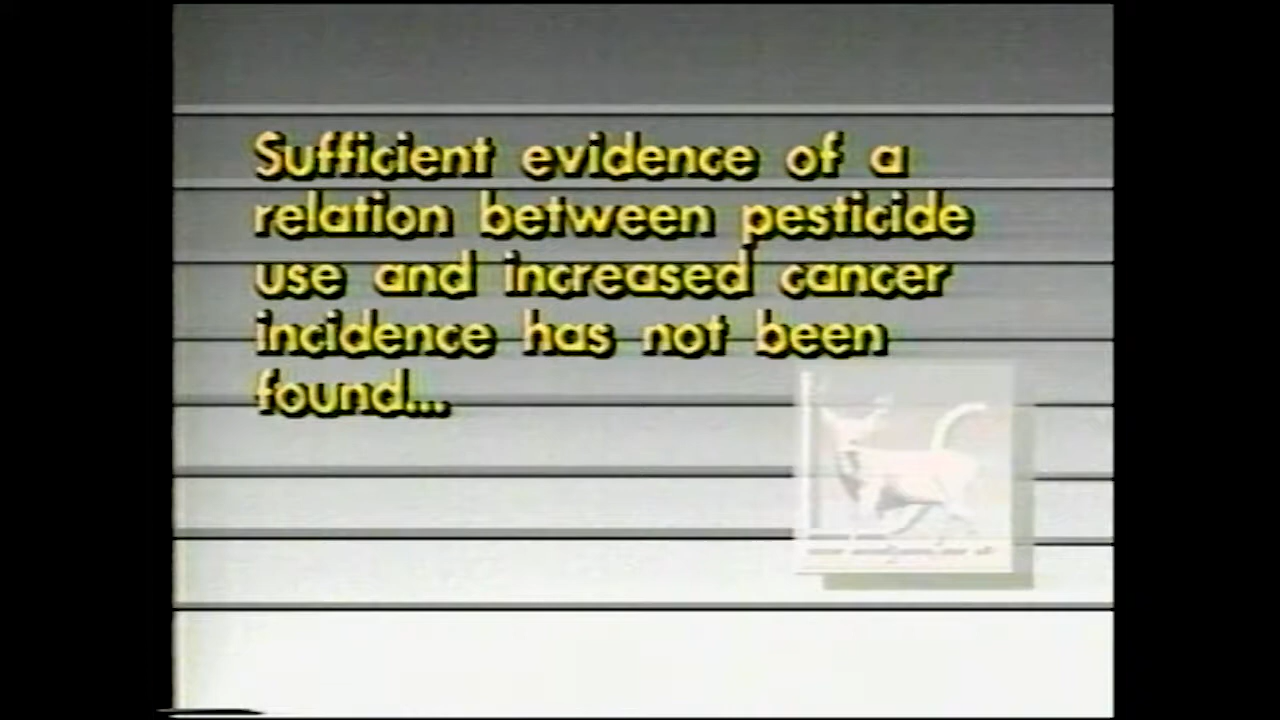 Sufficient evidence of a
relation between pesticide
use and increased cancer
incidence has not been
found...